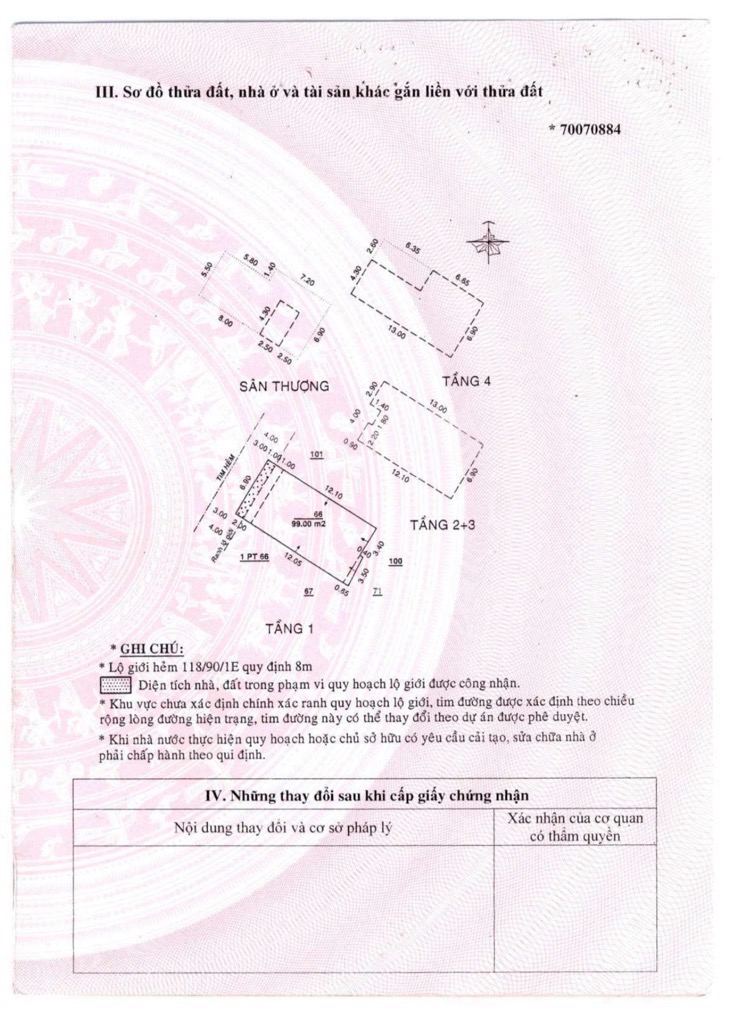 III. Sơ đồ thửa đất, nhà ở và tài sản khác gắn liền với thửa đất
* 70070884
5.50
5.80
1.40
7.20
8.00
4.30
2.50
2.50
6.90
SÂN THƯỢNG
2.60
6.35
4.30
6.65
13.00
6.90
TẦNG 4
2.90
1.40
13.00
4.00
0.90
2.20
1.80
12.10
6.90
TẦNG 2+3
TIM HẺM
4.00
3.00
1.00
1.00
101
6.90
12.10
66
99.00 m2
3.00
2.00
4.00
Ranh lộ giới
1 PT 66
12.05
0.40
3.40
100
3.50
0.65
67
71
TẦNG 1
* GHI CHÚ:
* Lộ giới hẻm 118/90/1E quy định 8m
Diện tích nhà, đất trong phạm vi quy hoạch lộ giới được công nhận.
* Khu vực chưa xác định chính xác ranh quy hoạch lộ giới, tim đường được xác định theo chiều
rộng lòng đường hiện trạng, tim đường này có thể thay đổi theo dự án được phê duyệt.
* Khi nhà nước thực hiện quy hoạch hoặc chủ sở hữu có yêu cầu cải tạo, sửa chữa nhà ở
phải chấp hành theo qui định.
IV. Những thay đổi sau khi cấp giấy chứng nhận
Nội dung thay đổi và cơ sở pháp lý
Xác nhận của cơ quan
có thẩm quyền